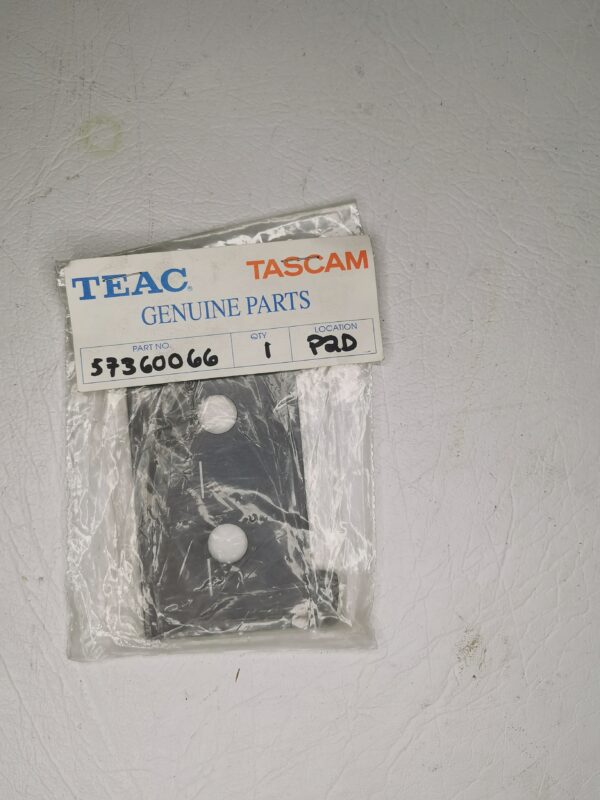 TEAC® TASCAM
GENUINE PARTS
PART NO. QTY LOCATION
57360066 1 P2D